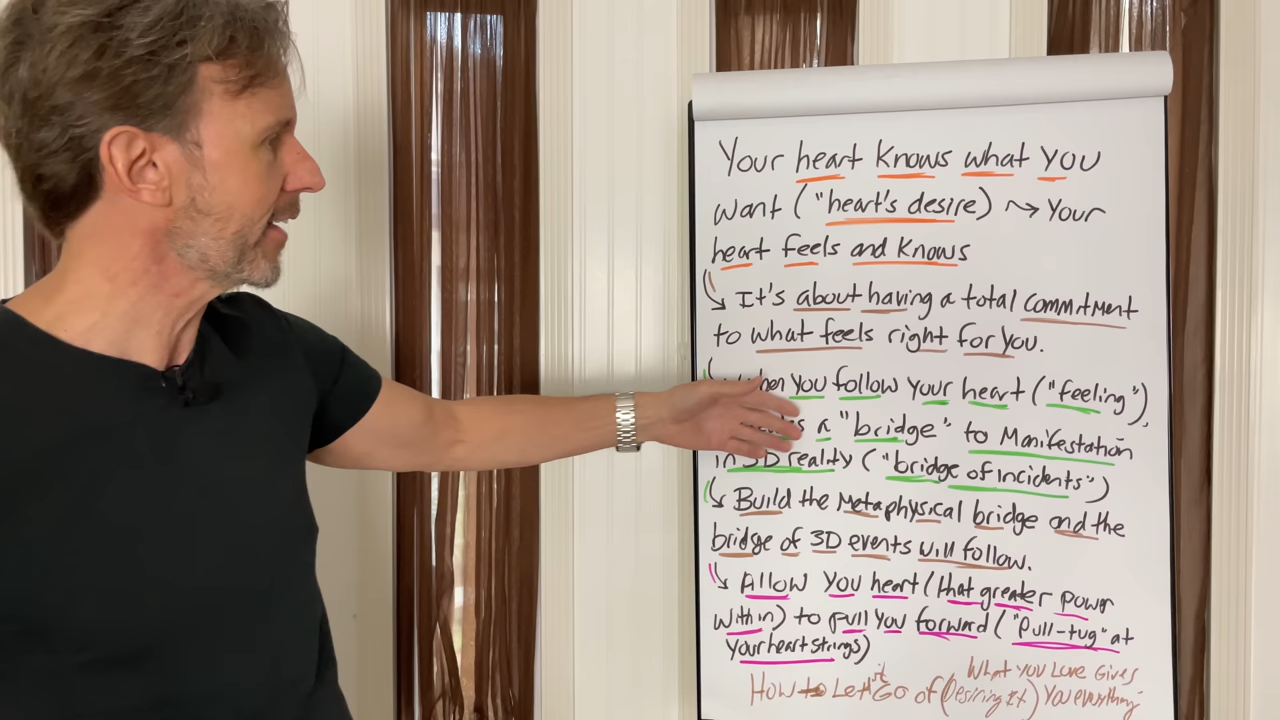 Your heart knows what you
want ("heart's desire) → Your
heart feels and knows
↳ It's about having a total commitment
to what feels right for you.
you follow your heart ("feeling")
a "bridge" to Manifestation
in 3D reality ("bridge of incidents")
↳ Build the metaphysical bridge and the
bridge of 3D events will follow.
↳ Allow you heart (that greater power
within) to pull you forward ("pull-tug" at
your heart strings)
What you Love Gives
How to Let it Go of (Desiring it) You everything